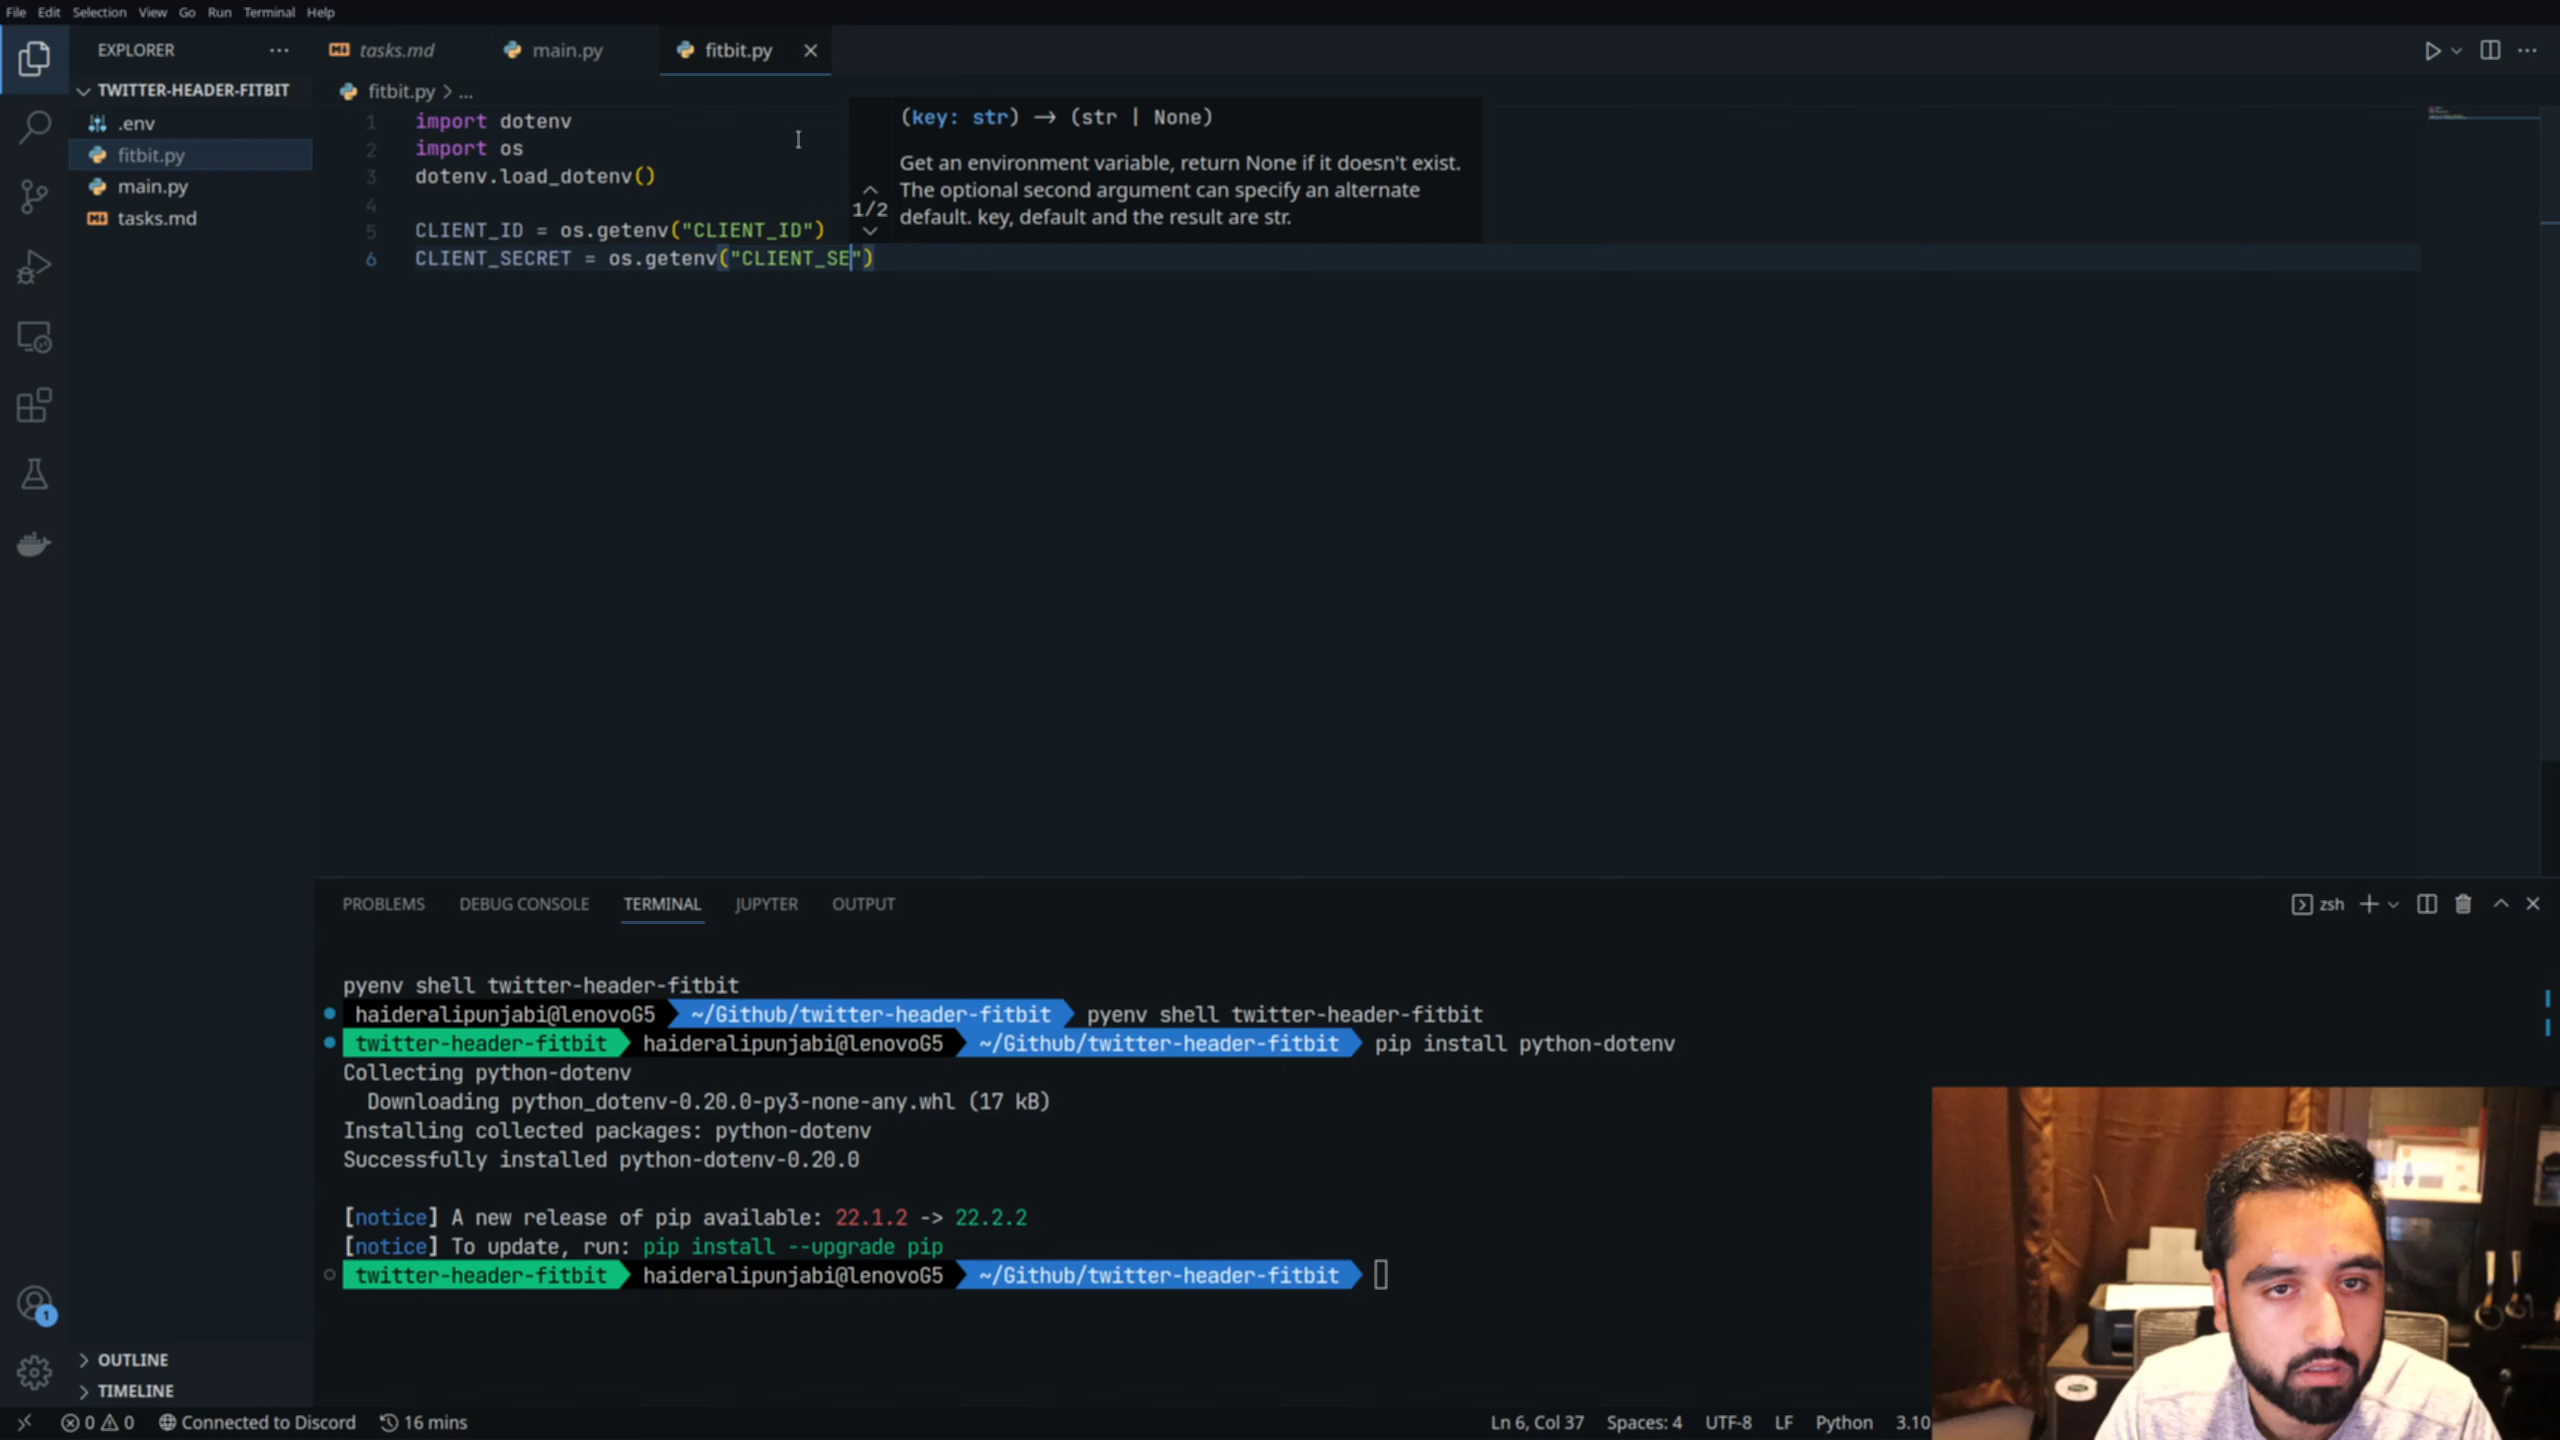 File Edit Selection View Go Run Terminal Help
EXPLORER ···
tasks.md main.py fitbit.py
TWITTER-HEADER-FITBIT
.env
fitbit.py
main.py
tasks.md
fitbit.py > ...
1 import dotenv
2 import os
3 dotenv.load_dotenv()
4
5 CLIENT_ID = os.getenv("CLIENT_ID")
6 CLIENT_SECRET = os.getenv("CLIENT_SE")
(key: str) → (str | None)
1/2
Get an environment variable, return None if it doesn't exist.
The optional second argument can specify an alternate
default. key, default and the result are str.
PROBLEMS DEBUG CONSOLE TERMINAL JUPYTER OUTPUT
zsh
pyenv shell twitter-header-fitbit
haideralipunjabi@lenovoG5 ~/Github/twitter-header-fitbit pyenv shell twitter-header-fitbit
twitter-header-fitbit haideralipunjabi@lenovoG5 ~/Github/twitter-header-fitbit pip install python-dotenv
Collecting python-dotenv
Downloading python_dotenv-0.20.0-py3-none-any.whl (17 kB)
Installing collected packages: python-dotenv
Successfully installed python-dotenv-0.20.0
[notice] A new release of pip available: 22.1.2 -> 22.2.2
[notice] To update, run: pip install --upgrade pip
twitter-header-fitbit haideralipunjabi@lenovoG5 ~/Github/twitter-header-fitbit
1
OUTLINE
TIMELINE
0 0 Connected to Discord 16 mins
Ln 6, Col 37 Spaces: 4 UTF-8 LF Python 3.10